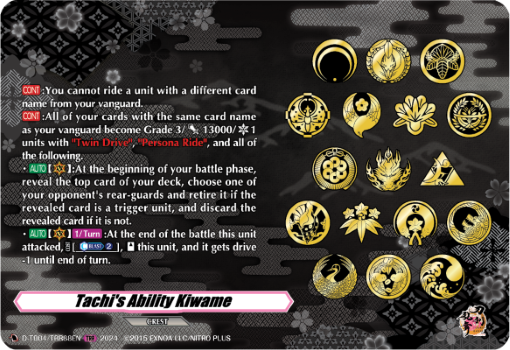 CONT :You cannot ride a unit with a different card
name from your vanguard.
CONT :All of your cards with the same card name
as your vanguard become Grade 3/ 13000/ 1
units with "Twin Drive", "Persona Ride", and all of
the following.
・AUTO【 】:At the beginning of your battle phase,
reveal the top card of your deck, choose one of
your opponent's rear-guards and retire it if the
revealed card is a trigger unit, and discard the
revealed card if it is not.
・AUTO【 】1/Turn :At the end of the battle this unit
attacked, [ 2 ], this unit, and it gets drive
-1 until end of turn.
Tachi's Ability Kiwame
CREST
2024 ©2015 EXNOA LLC/NITRO PLUS